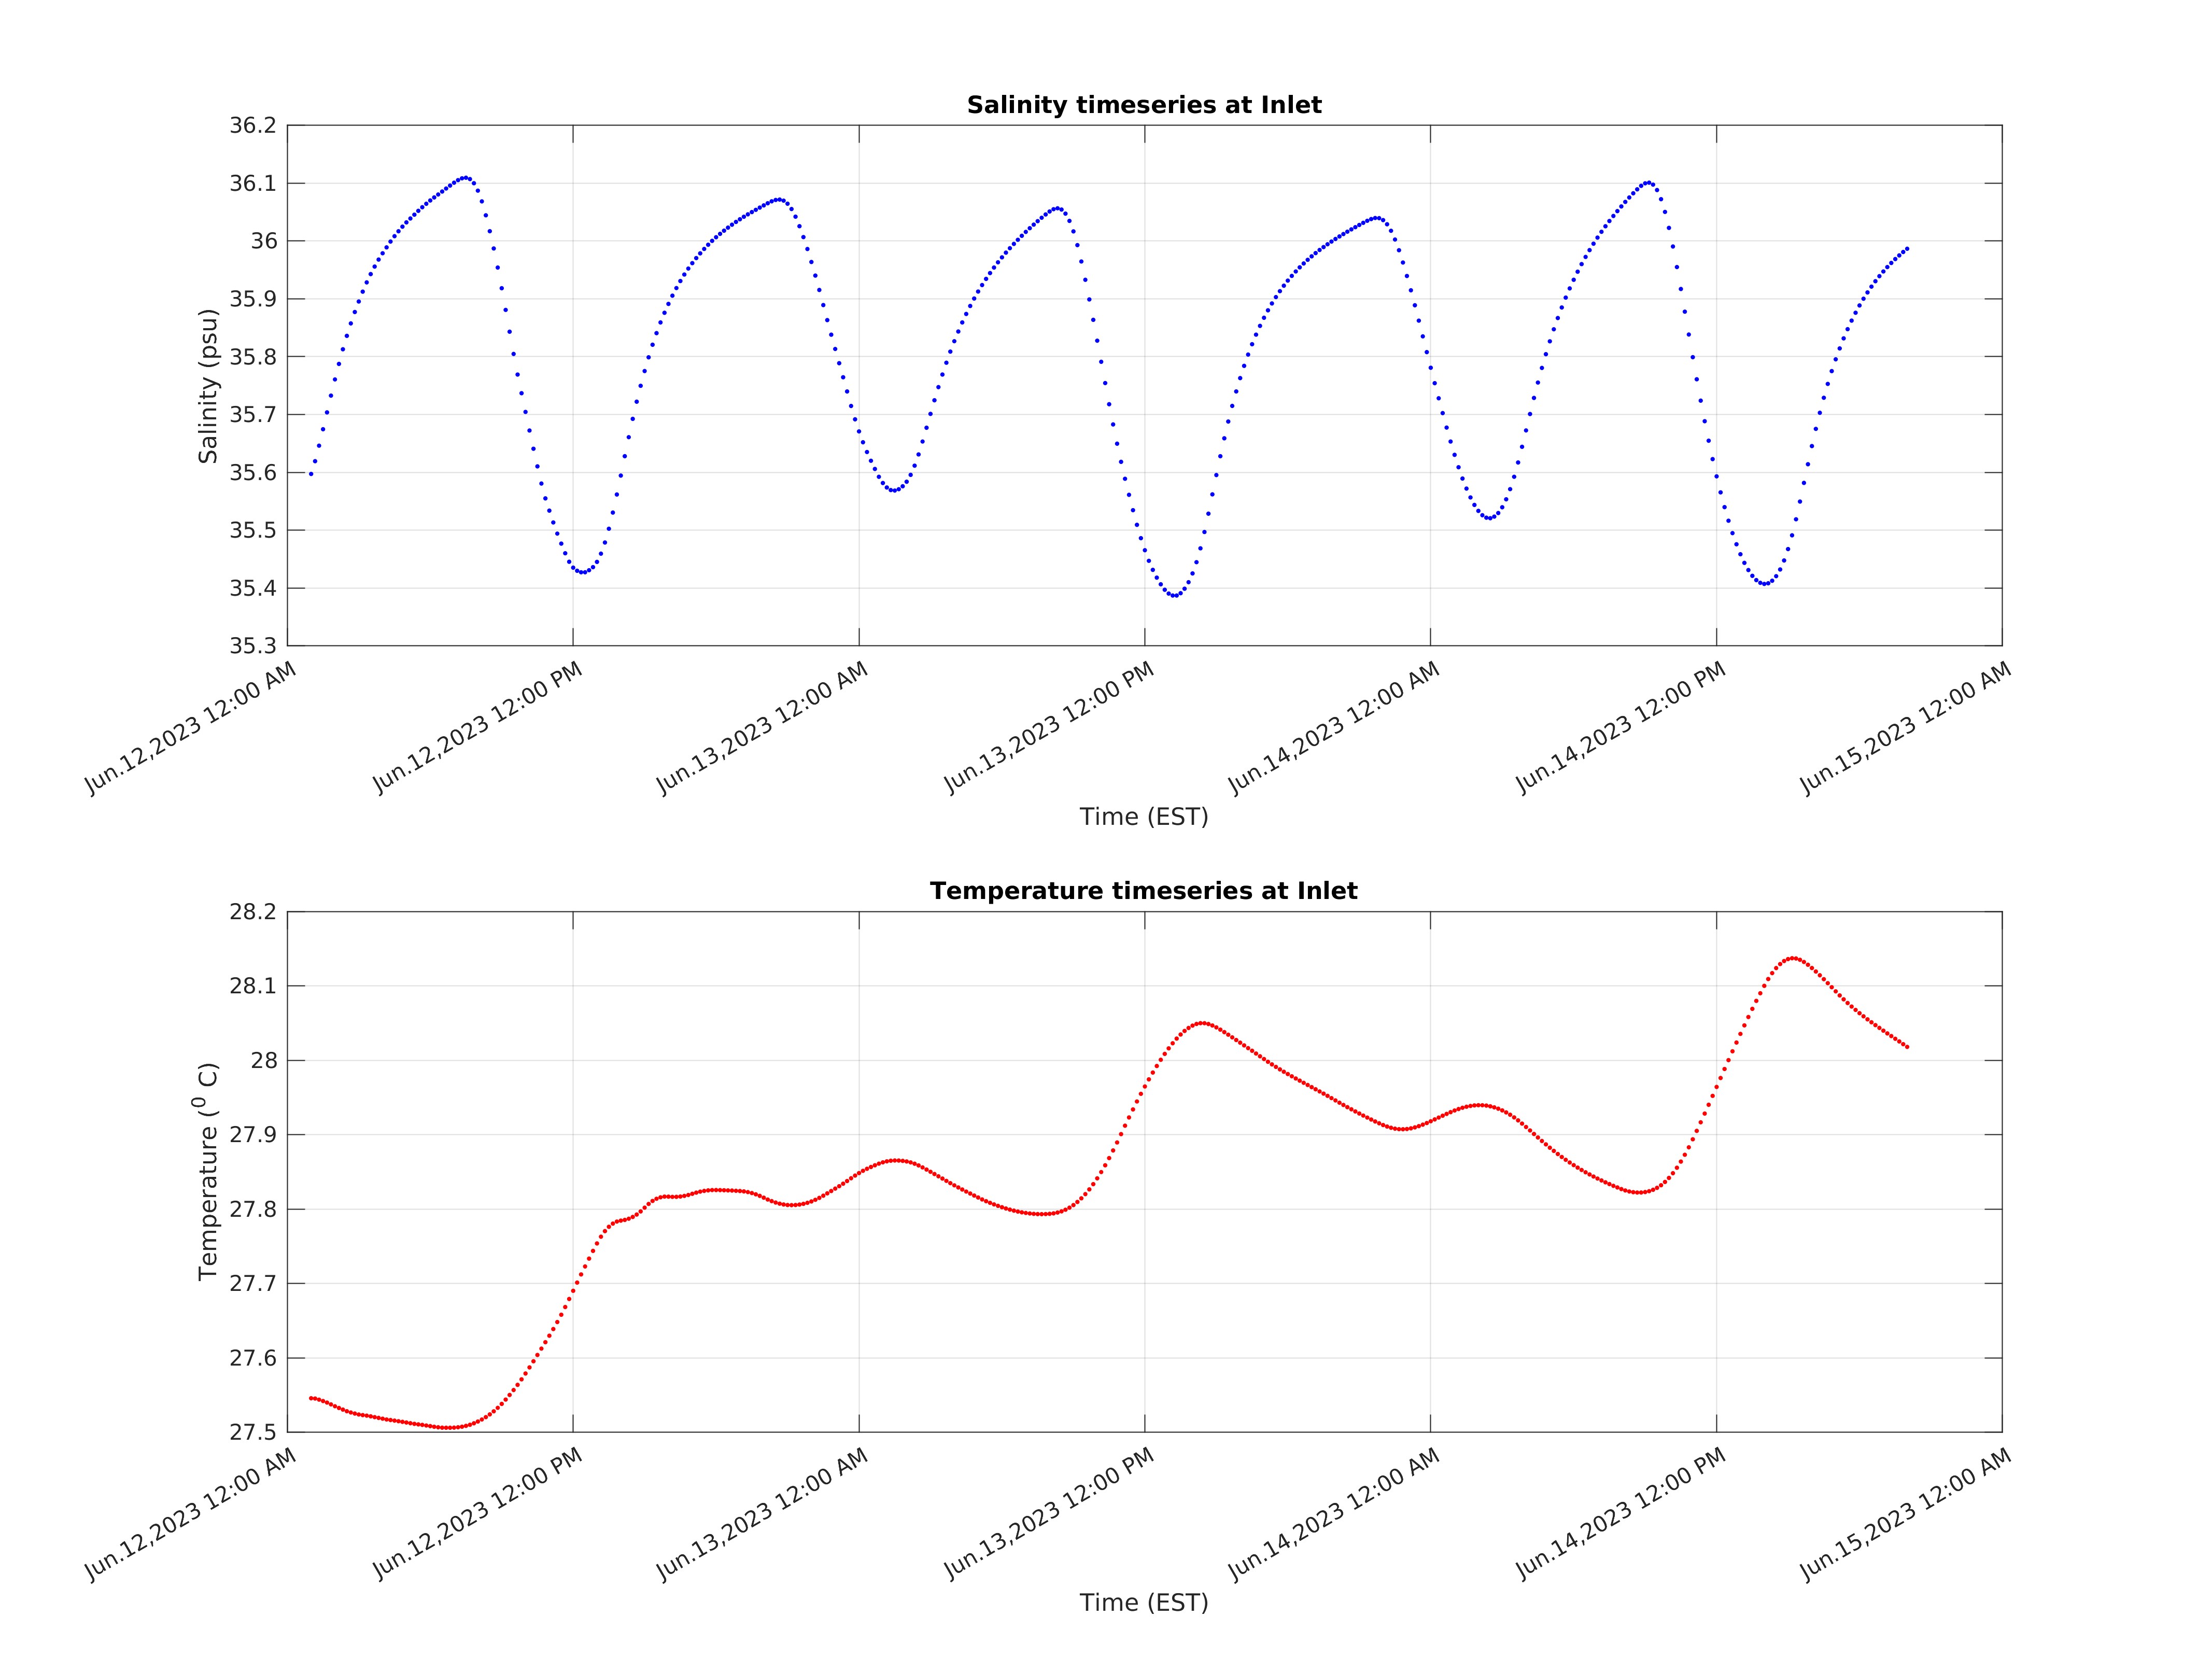 Salinity timeseries at Inlet
Salinity (psu)
36.2
36.1
36
35.9
35.8
35.7
35.6
35.5
35.4
35.3
Jun.12,2023 12:00 AM
Jun.12,2023 12:00 PM
Jun.13,2023 12:00 AM
Jun.13,2023 12:00 PM
Jun.14,2023 12:00 AM
Jun.14,2023 12:00 PM
Jun.15,2023 12:00 AM
Time (EST)
Temperature timeseries at Inlet
Temperature (⁰ C)
28.2
28.1
28
27.9
27.8
27.7
27.6
27.5
Jun.12,2023 12:00 AM
Jun.12,2023 12:00 PM
Jun.13,2023 12:00 AM
Jun.13,2023 12:00 PM
Jun.14,2023 12:00 AM
Jun.14,2023 12:00 PM
Jun.15,2023 12:00 AM
Time (EST)